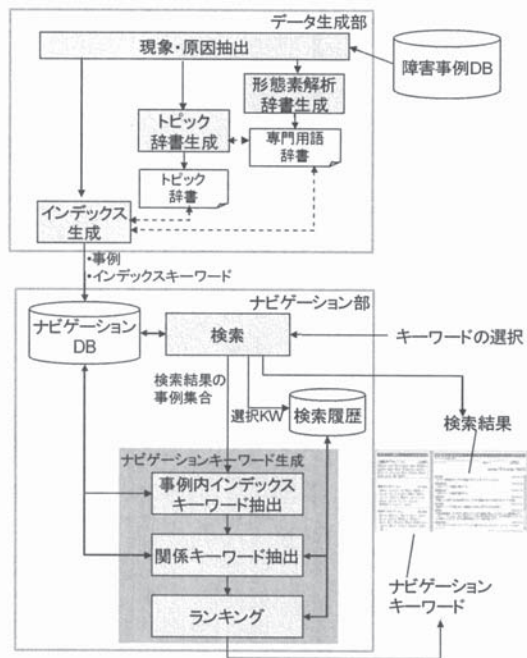 データ生成部
現象・原因抽出
障害事例DB
形態素解析
辞書生成
トピック
辞書生成
専門用語
辞書
トピック
辞書
インデックス
生成
・事例
・インデックスキーワード
ナビゲーション部
ナビゲーション
DB
検索
キーワードの選択
検索結果の
事例集合
選択KW
検索履歴
検索結果
ナビゲーションキーワード生成
事例内インデックス
キーワード抽出
関係キーワード抽出
ランキング
ナビゲーション
キーワード